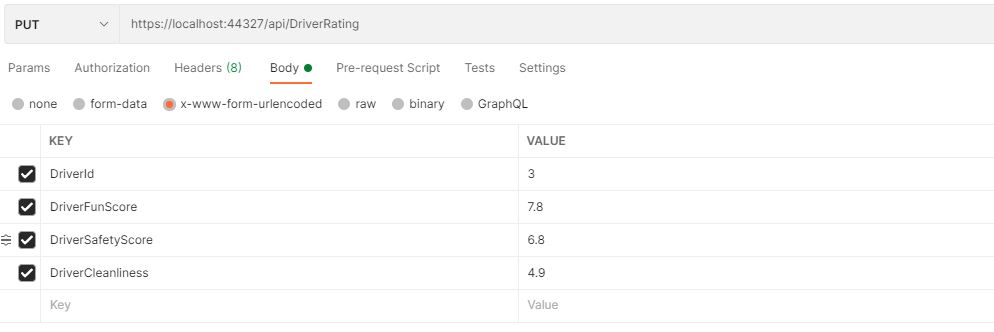 PUT https://localhost:44327/api/DriverRating
Params Authorization Headers (8) Body Pre-request Script Tests Settings
none form-data x-www-form-urlencoded raw binary GraphQL
KEY VALUE
DriverId 3
DriverFunScore 7.8
DriverSafetyScore 6.8
DriverCleanliness 4.9
Key Value